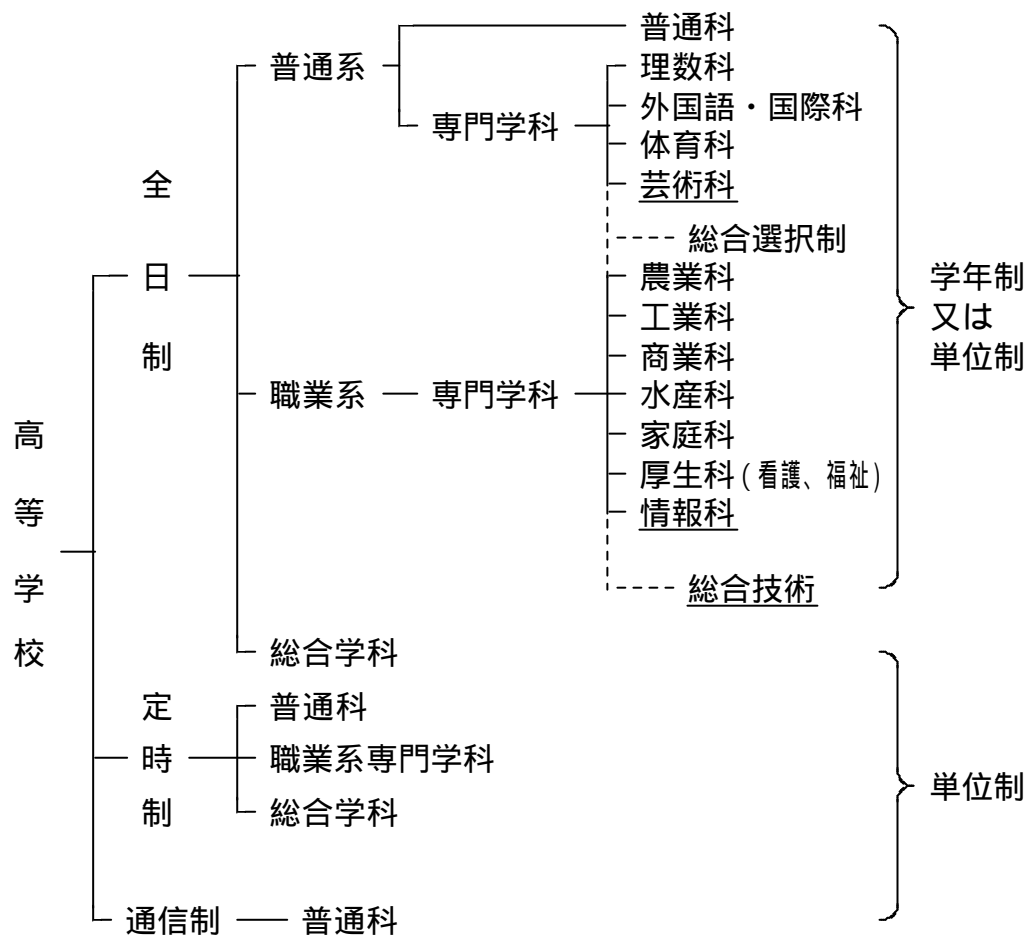 高等学校
全日制
普通系
普通科
専門学科
理数科
外国語・国際科
体育科
芸術科
総合選択制
職業系
専門学科
農業科
工業科
商業科
水産科
家庭科
厚生科(看護、福祉)
情報科
総合技術
学年制
又は
単位制
総合学科
定時制
普通科
職業系専門学科
総合学科
通信制
普通科
単位制